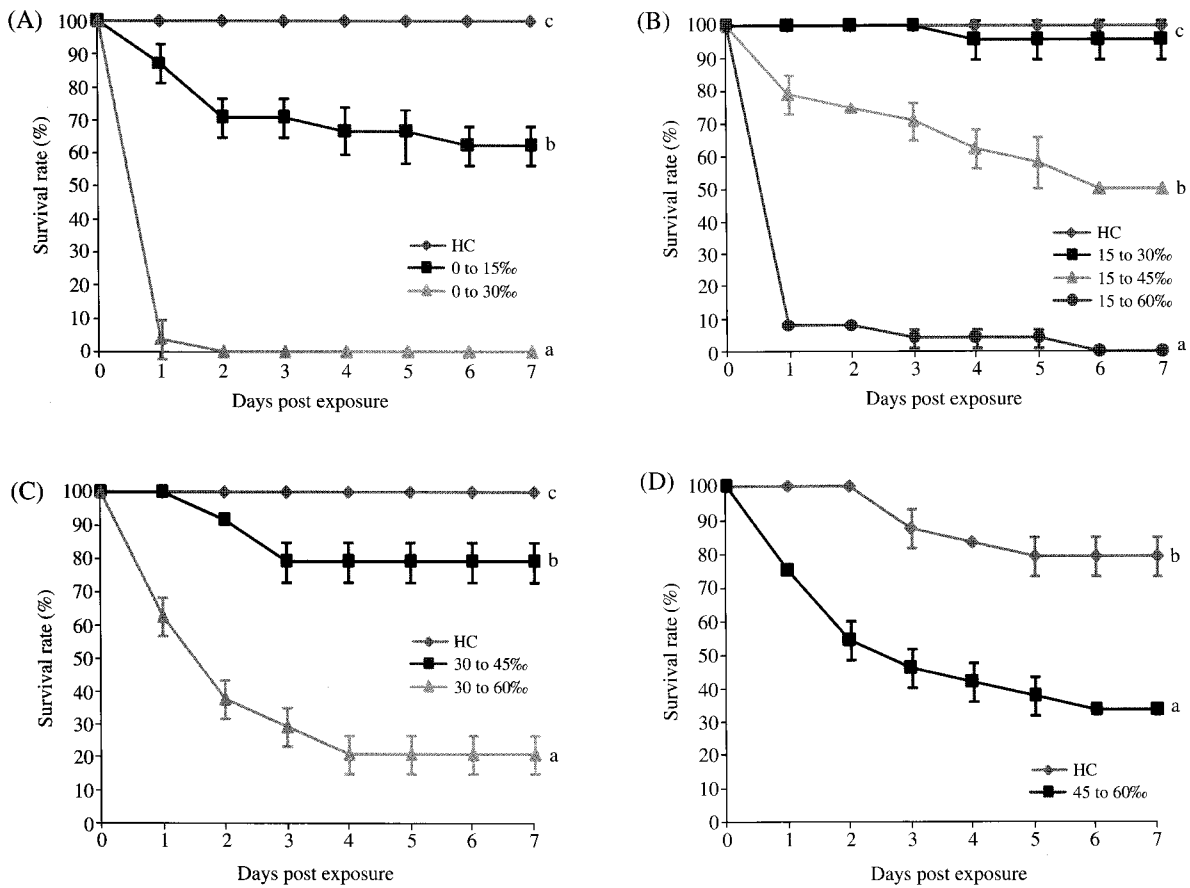 (A)
100
90
80
70
60
50
40
30
20
10
0
Survival rate (%)
c
b
a
HC
0 to 15‰
0 to 30‰
0 1 2 3 4 5 6 7
Days post exposure
(B)
100
90
80
70
60
50
40
30
20
10
0
Survival rate (%)
c
b
a
HC
15 to 30‰
15 to 45‰
15 to 60‰
0 1 2 3 4 5 6 7
Days post exposure
(C)
100
90
80
70
60
50
40
30
20
10
0
Survival rate (%)
c
b
a
HC
30 to 45‰
30 to 60‰
0 1 2 3 4 5 6 7
Days post exposure
(D)
100
90
80
70
60
50
40
30
20
10
0
Survival rate (%)
b
a
HC
45 to 60‰
0 1 2 3 4 5 6 7
Days post exposure